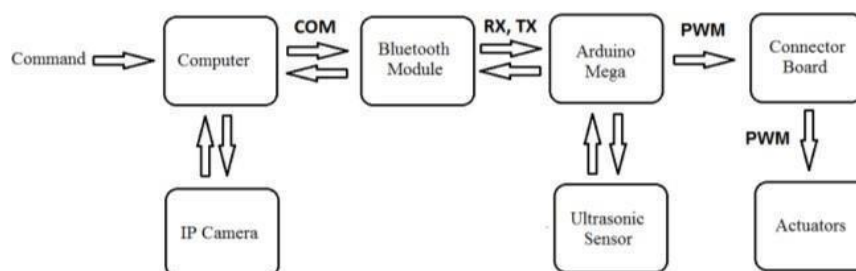 COM
RX, TX
PWM
Command
Computer
Bluetooth
Module
Arduino
Mega
Connector
Board
PWM
IP Camera
Ultrasonic
Sensor
Actuators